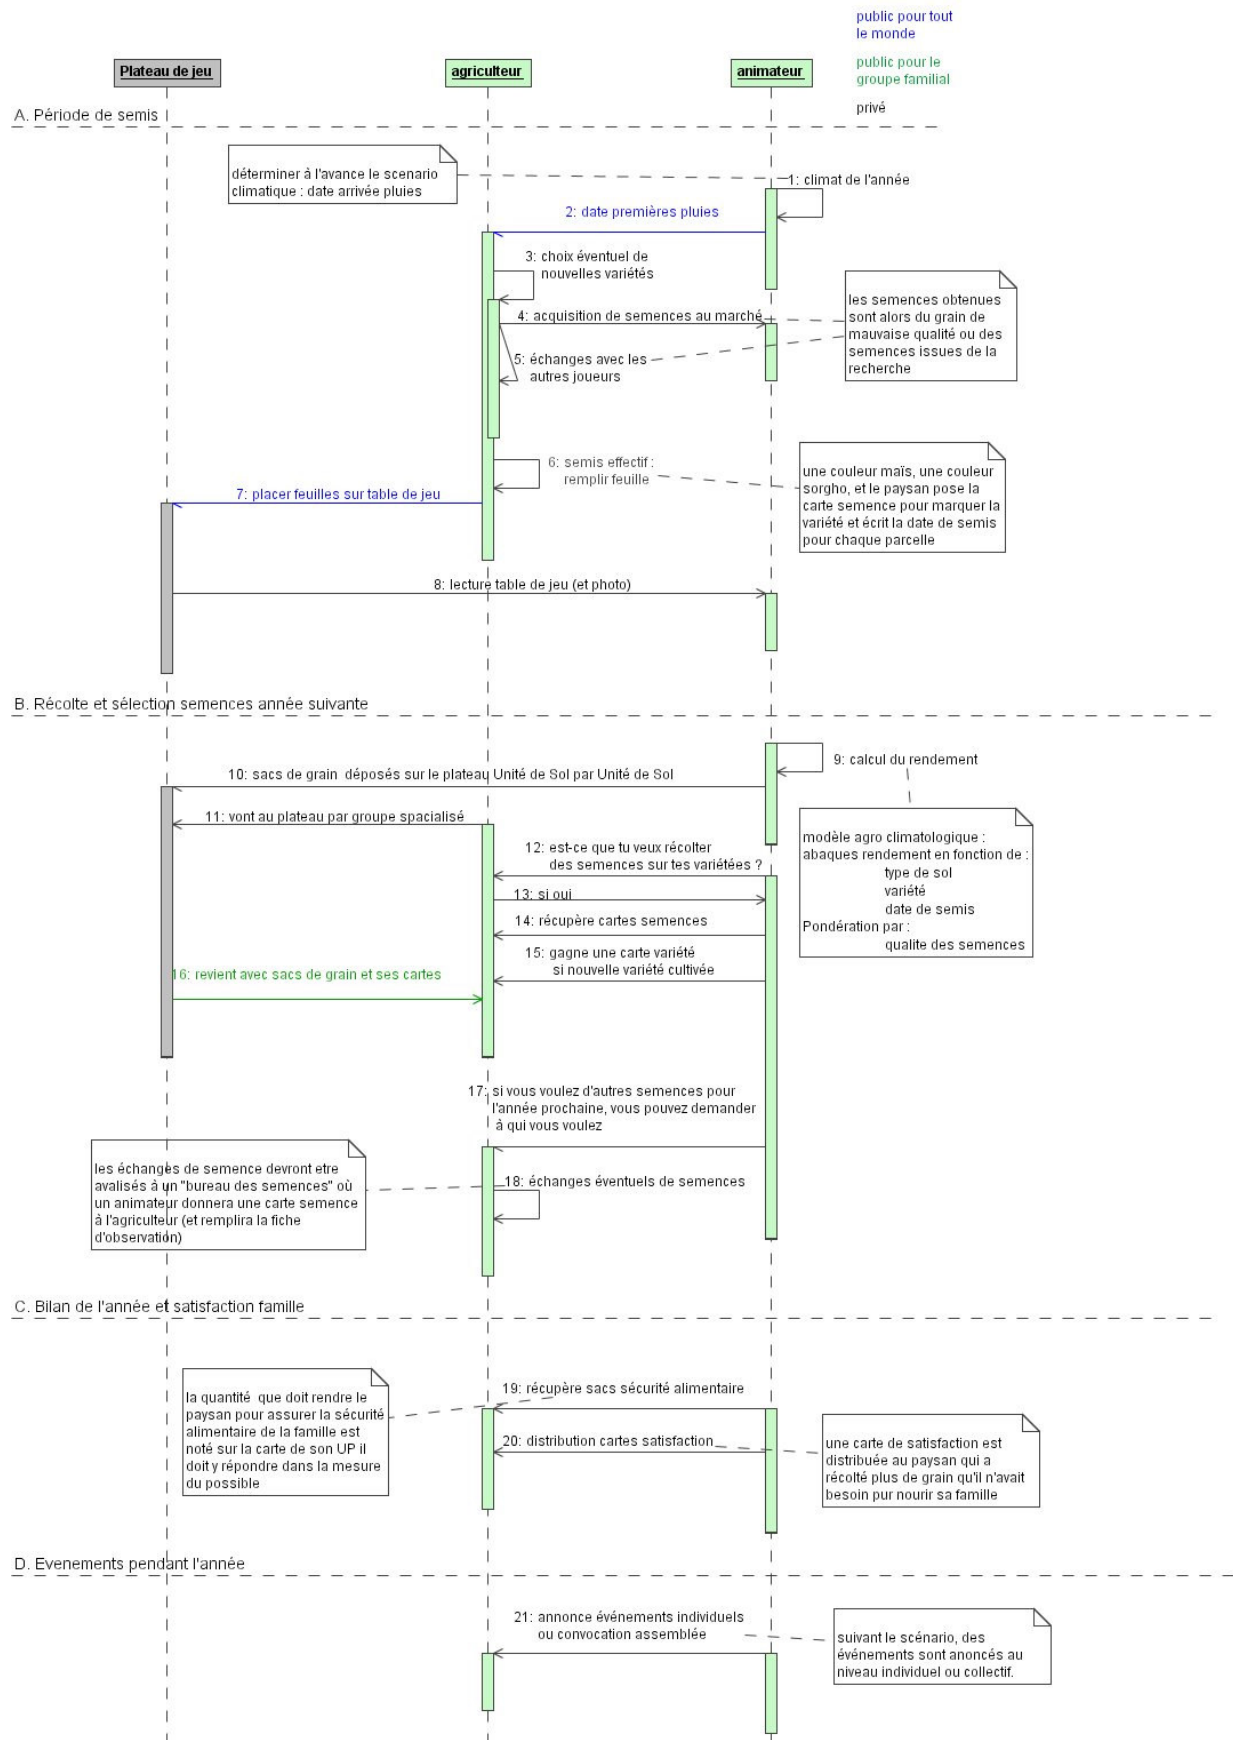 public pour tout
le monde
public pour le
groupe familial
privé
Plateau de jeu
agriculteur
animateur
A. Période de semis
déterminer à l'avance le scenario
climatique : date arrivée pluies
1: climat de l'année
2: date premières pluies
3: choix éventuel de
nouvelles variétés
4: acquisition de semences au marché
les semences obtenues
sont alors du grain de
mauvaise qualité ou des
semences issues de la
recherche
5: échanges avec les
autres joueurs
6: semis effectif :
remplir feuille
une couleur maïs, une couleur
sorgho, et le paysan pose la
carte semence pour marquer la
variété et écrit la date de semis
pour chaque parcelle
7: placer feuilles sur table de jeu
8: lecture table de jeu (et photo)
B. Récolte et sélection semences année suivante
9: calcul du rendement
10: sacs de grain déposés sur le plateau Unité de Sol par Unité de Sol
11: vont au plateau par groupe spacialisé
modèle agro climatologique :
abaques rendement en fonction de :
type de sol
variété
date de semis
Pondération par :
qualite des semences
12: est-ce que tu veux récolter
des semences sur tes variétées ?
13: si oui
14: récupère cartes semences
15: gagne une carte variété
si nouvelle variété cultivée
16: revient avec sacs de grain et ses cartes
17: si vous voulez d'autres semences pour
l'année prochaine, vous pouvez demander
à qui vous voulez
les échanges de semence devront etre
avalisés à un "bureau des semences" où
un animateur donnera une carte semence
à l'agriculteur (et remplira la fiche
d'observation)
18: échanges éventuels de semences
C. Bilan de l'année et satisfaction famille
19: récupère sacs sécurité alimentaire
la quantité que doit rendre le
paysan pour assurer la sécurité
alimentaire de la famille est
noté sur la carte de son UP il
doit y répondre dans la mesure
du possible
20: distribution cartes satisfaction
une carte de satisfaction est
distribuée au paysan qui a
récolté plus de grain qu'il n'avait
besoin pur nourir sa famille
D. Evenements pendant l'année
21: annonce événements individuels
ou convocation assemblée
suivant le scénario, des
événements sont anoncés au
niveau individuel ou collectif.